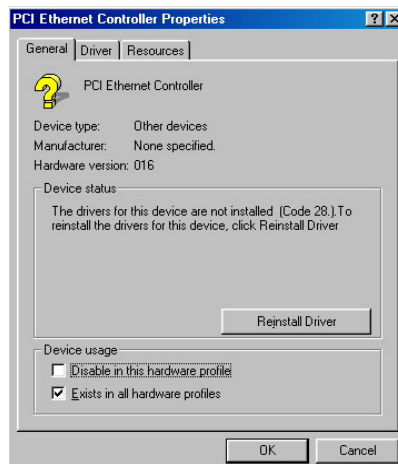 PCI Ethernet Controller Properties
General Driver Resources
PCI Ethernet Controller
Device type: Other devices
Manufacturer: None specified.
Hardware version: 016
Device status
The drivers for this device are not installed (Code 28.).To
reinstall the drivers for this device, click Reinstall Driver
Reinstall Driver
Device usage
Disable in this hardware profile
Exists in all hardware profiles
OK Cancel